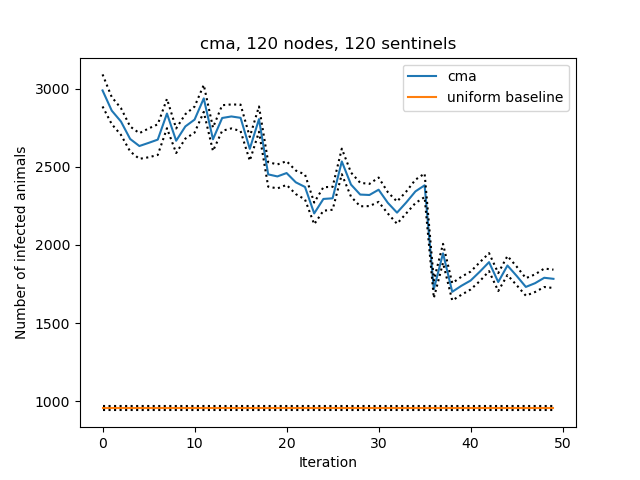 cma, 120 nodes, 120 sentinels
cma
uniform baseline
Number of infected animals
3000
2500
2000
1500
1000
0 10 20 30 40 50
Iteration